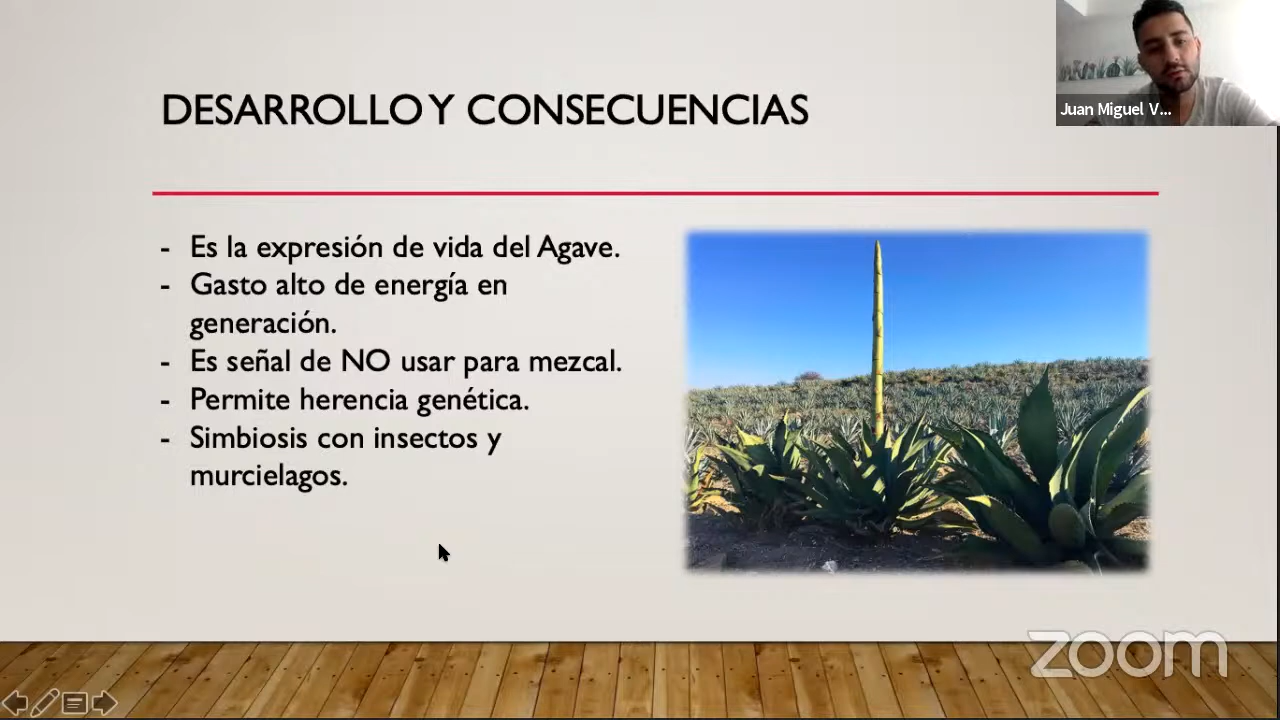 DESARROLLO Y CONSECUENCIAS
Juan Miguel V...
- Es la expresión de vida del Agave.
- Gasto alto de energía en
generación.
- Es señal de NO usar para mezcal.
- Permite herencia genética.
- Simbiosis con insectos y
murcielagos.
zoom